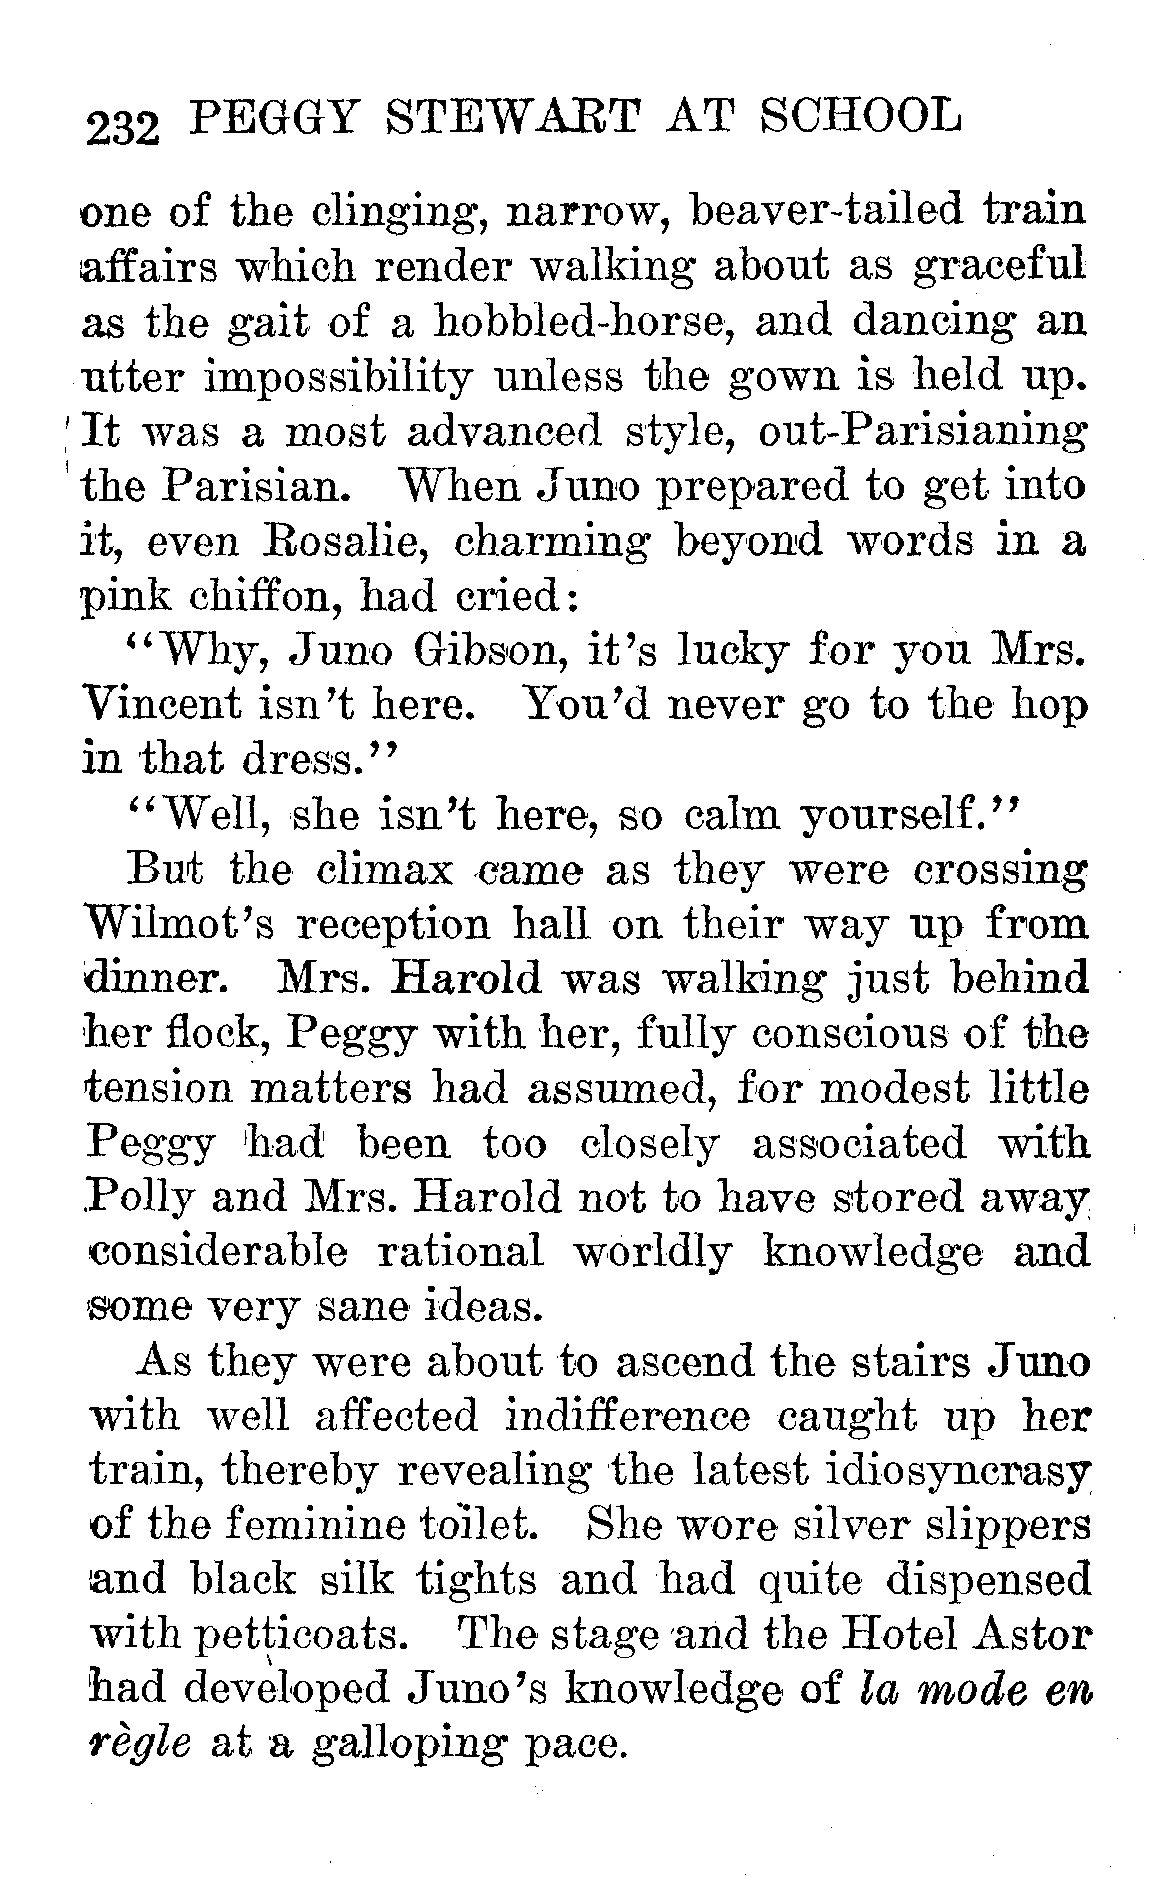 232 PEGGY STEWART AT SCHOOL
one of the clinging, narrow, beaver-tailed train
affairs which render walking about as graceful
as the gait of a hobbled-horse, and dancing an
utter impossibility unless the gown is held up.
It was a most advanced style, out-Parisianing
the Parisian. When Juno prepared to get into
it, even Rosalie, charming beyond words in a
pink chiffon, had cried:
"Why, Juno Gibson, it's lucky for you Mrs.
Vincent isn't here. You'd never go to the hop
in that dress."
"Well, she isn't here, so calm yourself."
But the climax came as they were crossing
Wilmot's reception hall on their way up from
dinner. Mrs. Harold was walking just behind
her flock, Peggy with her, fully conscious of the
tension matters had assumed, for modest little
Peggy had been too closely associated with
Polly and Mrs. Harold not to have stored away
considerable rational worldly knowledge and
some very sane ideas.
As they were about to ascend the stairs Juno
with well affected indifference caught up her
train, thereby revealing the latest idiosyncrasy
of the feminine toilet. She wore silver slippers
and black silk tights and had quite dispensed
with petticoats. The stage and the Hotel Astor
had developed Juno's knowledge of la mode en
règle at a galloping pace.